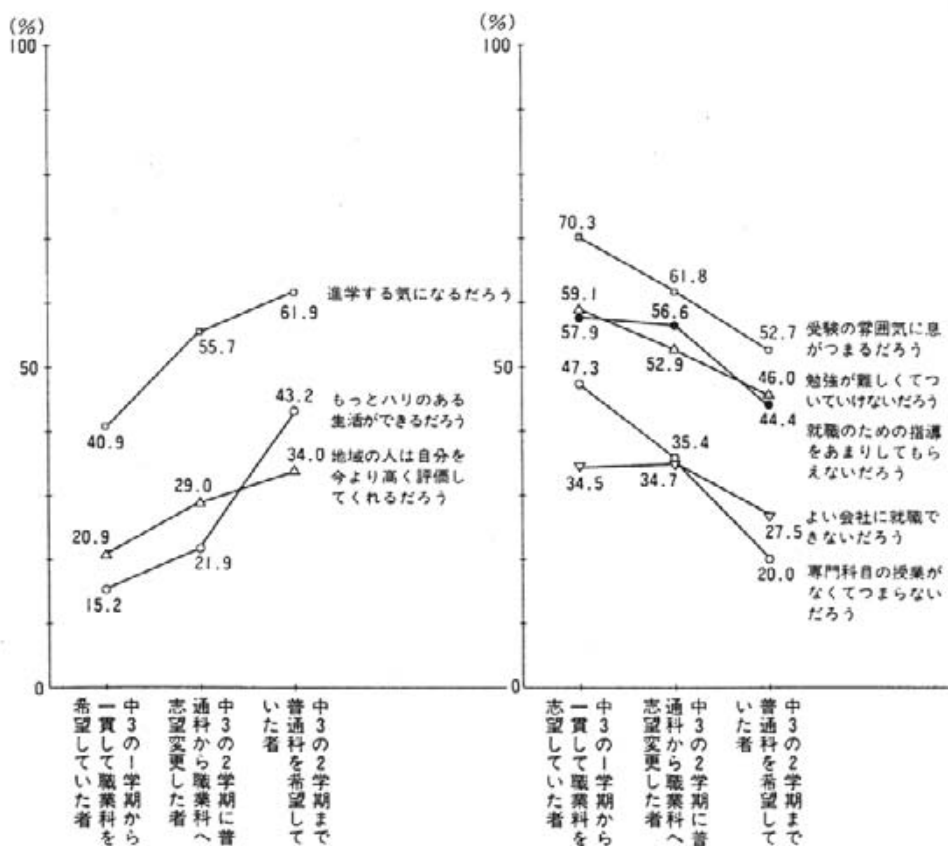 (%)
100
50
0
40.9
55.7
61.9
進学する気になるだろう
15.2
21.9
43.2
もっとハリのある
生活ができるだろう
20.9
29.0
34.0
地域の人は自分を
今より高く評価し
てくれるだろう
中3の1学期から
一貫して職業科を
希望していた者
中3の2学期に普
通科から職業科へ
志望変更した者
中3の2学期まで
普通科を希望して
いた者
(%)
100
50
0
70.3
61.8
52.7
受験の雰囲気に息
がつまるだろう
59.1
52.9
46.0
勉強が難しくてつ
いていけないだろう
57.9
56.6
44.4
就職のための指導
をあまりしてもら
えないだろう
34.5
34.7
27.5
よい会社に就職で
きないだろう
47.3
35.4
20.0
専門科目の授業が
なくてつまらない
だろう
中3の1学期から
一貫して職業科を
志望していた者
中3の2学期に普
通科から職業科へ
志望変更した者
中3の2学期まで
普通科を希望して
いた者